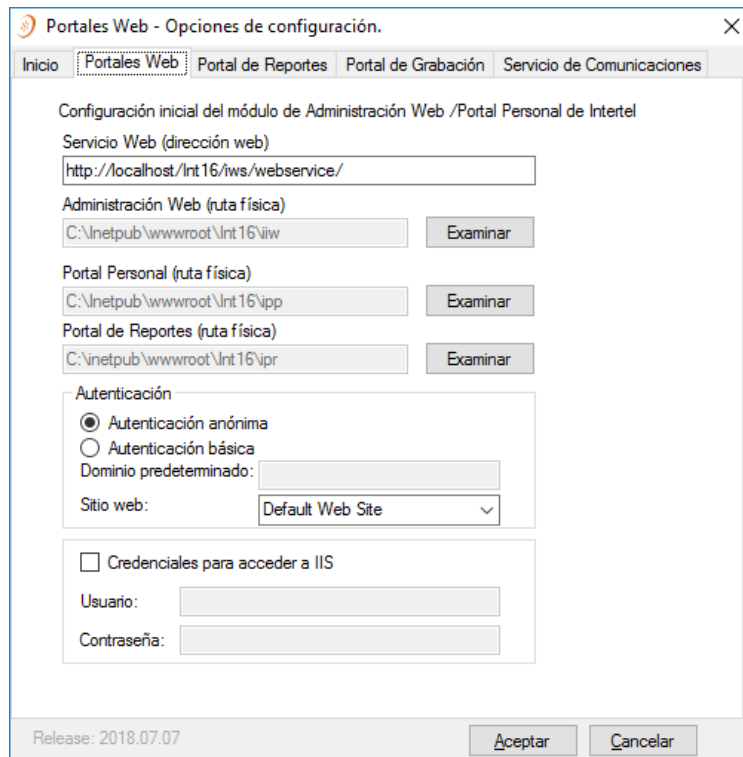 Portales Web - Opciones de configuración.
Inicio Portales Web Portal de Reportes Portal de Grabación Servicio de Comunicaciones
Configuración inicial del módulo de Administración Web /Portal Personal de Intertel
Servicio Web (dirección web)
http://localhost/Int16/iws/webservice/
Administración Web (ruta física)
C:\Inetpub\wwwroot\Int16\iiw Examinar
Portal Personal (ruta física)
C:\Inetpub\wwwroot\Int16\ipp Examinar
Portal de Reportes (ruta física)
C:\inetpub\wwwroot\Int16\ipr Examinar
Autenticación
Autenticación anónima
Autenticación básica
Dominio predeterminado:
Sitio web: Default Web Site
Credenciales para acceder a IIS
Usuario:
Contraseña:
Release: 2018.07.07 Aceptar Cancelar